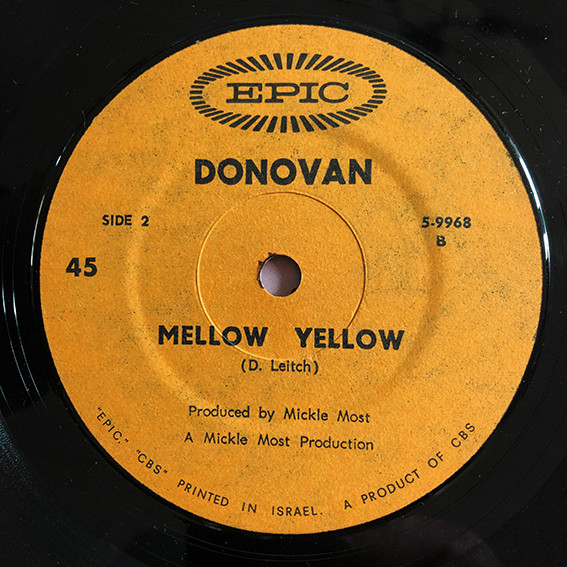 EPIC
DONOVAN
SIDE 2
5-9968
B
45
MELLOW YELLOW
(D. Leitch)
Produced by Mickle Most
A Mickle Most Production
"EPIC," "CBS" PRINTED IN ISRAEL. A PRODUCT OF CBS